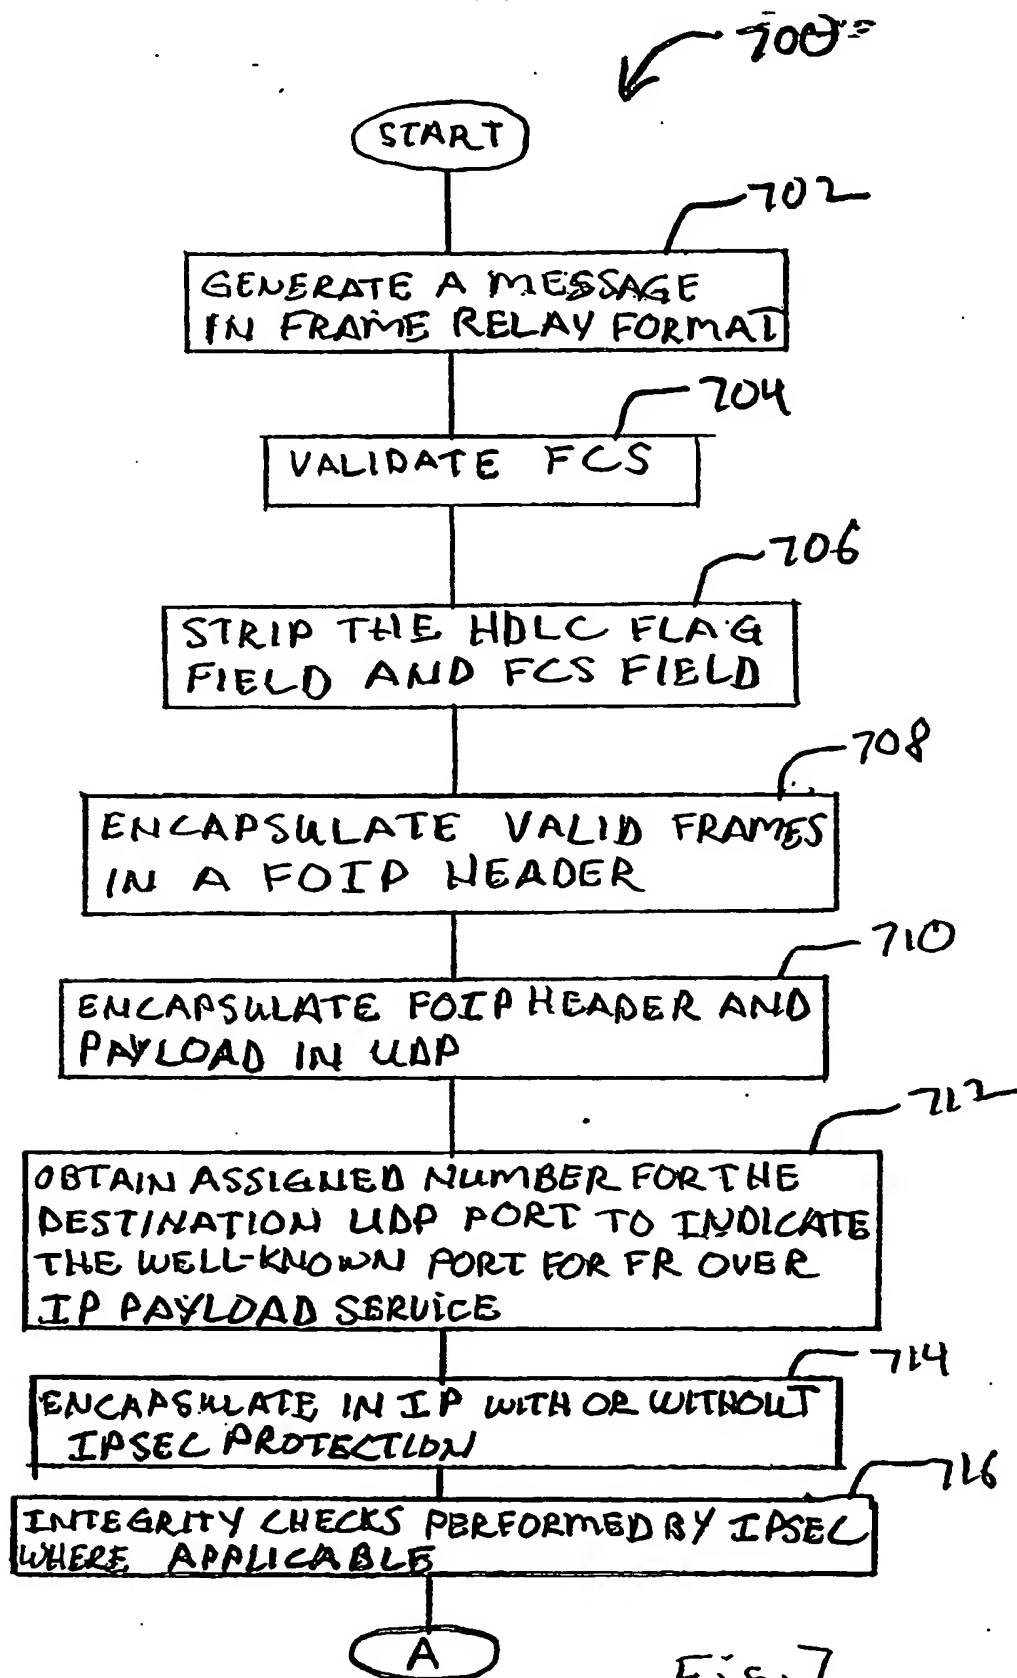 700
START
702
GENERATE A MESSAGE
IN FRAME RELAY FORMAT
704
VALIDATE FCS
706
STRIP THE HDLC FLAG
FIELD AND FCS FIELD
708
ENCAPSULATE VALID FRAMES
IN A FOIP HEADER
710
ENCAPSULATE FOIP HEADER AND
PAYLOAD IN UDP
712
OBTAIN ASSIGNED NUMBER FOR THE
DESTINATION UDP PORT TO INDICATE
THE WELL-KNOWN PORT FOR FR OVER
IP PAYLOAD SERVICE
714
ENCAPSULATE IN IP WITH OR WITHOUT
IPSEC PROTECTION
716
INTEGRITY CHECKS PERFORMED BY IPSEC
WHERE APPLICABLE
A
Fig. 7